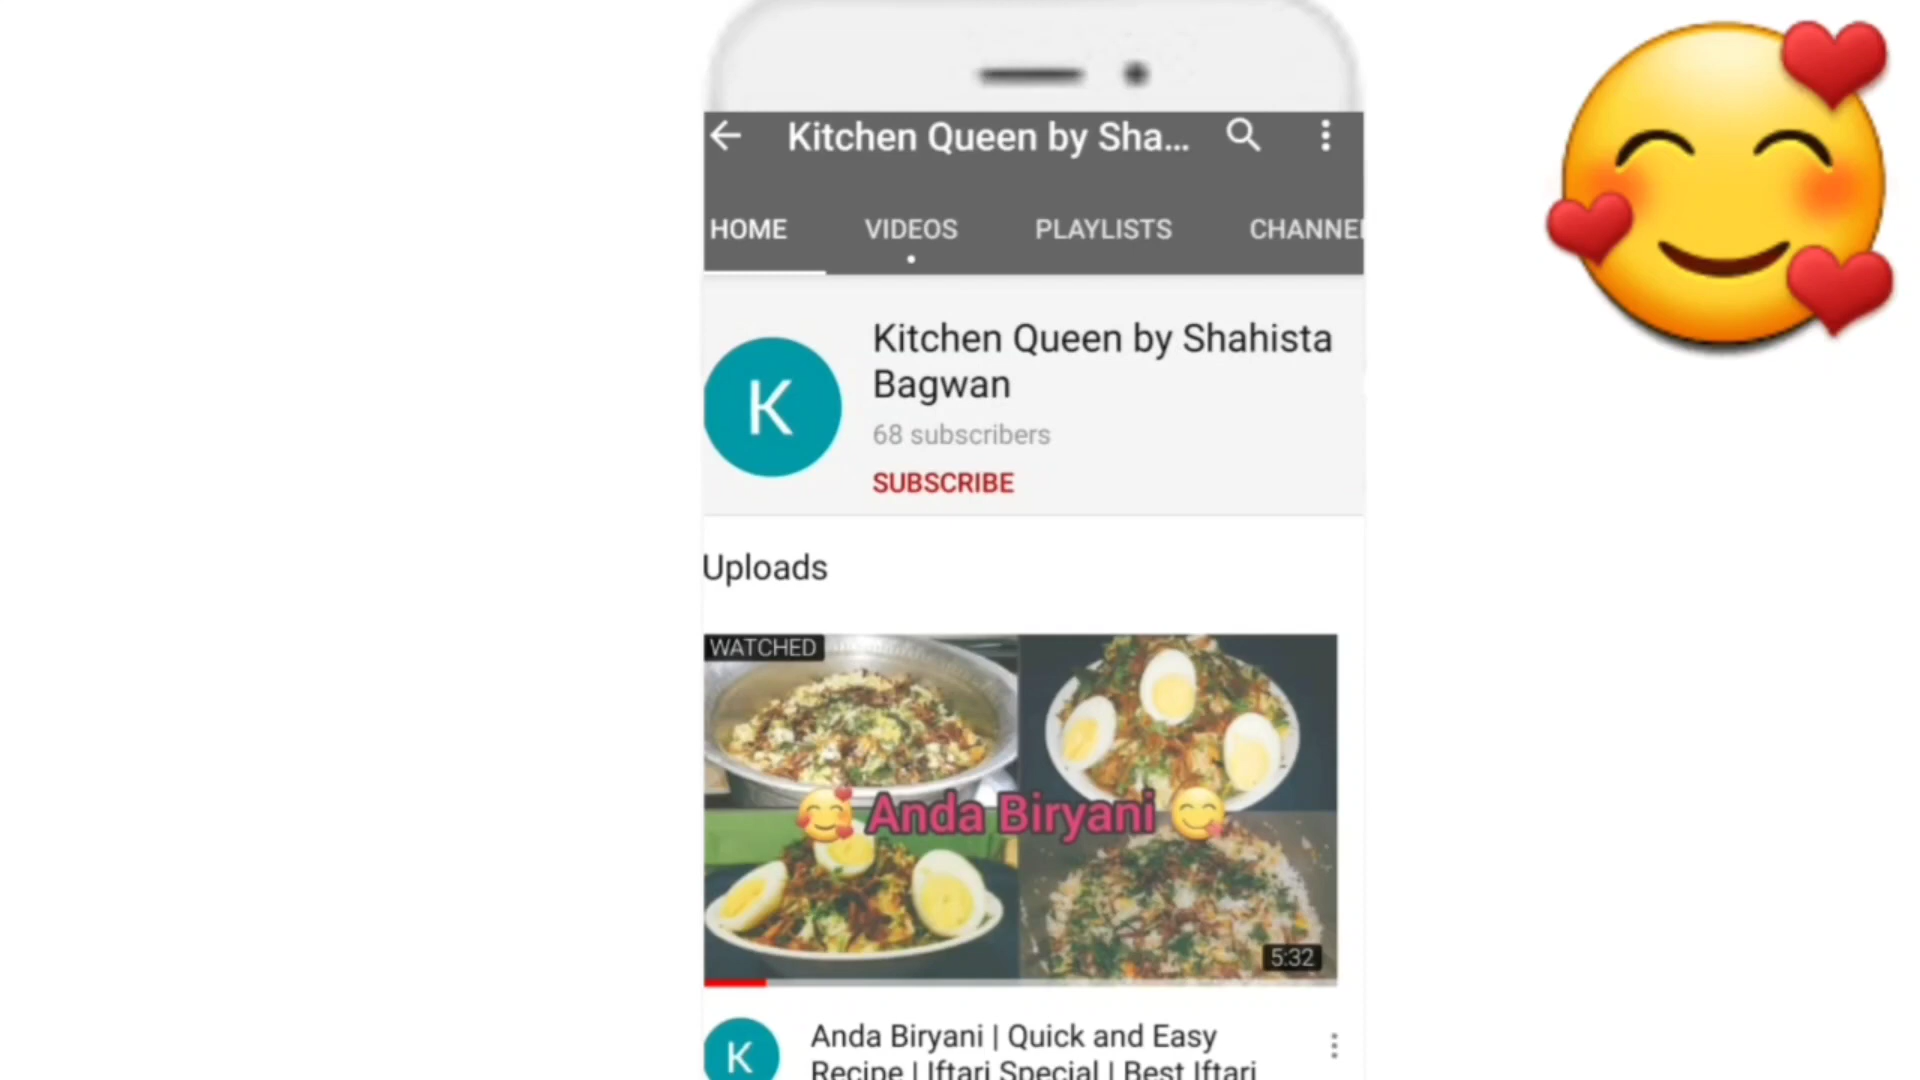 Kitchen Queen by Sha...
HOME VIDEOS PLAYLISTS CHANNEL
Kitchen Queen by Shahista
Bagwan
68 subscribers
SUBSCRIBE
Uploads
WATCHED
Anda Biryani
5:32
K
K
Anda Biryani | Quick and Easy
Recipe | Iftari Special | Best Iftari